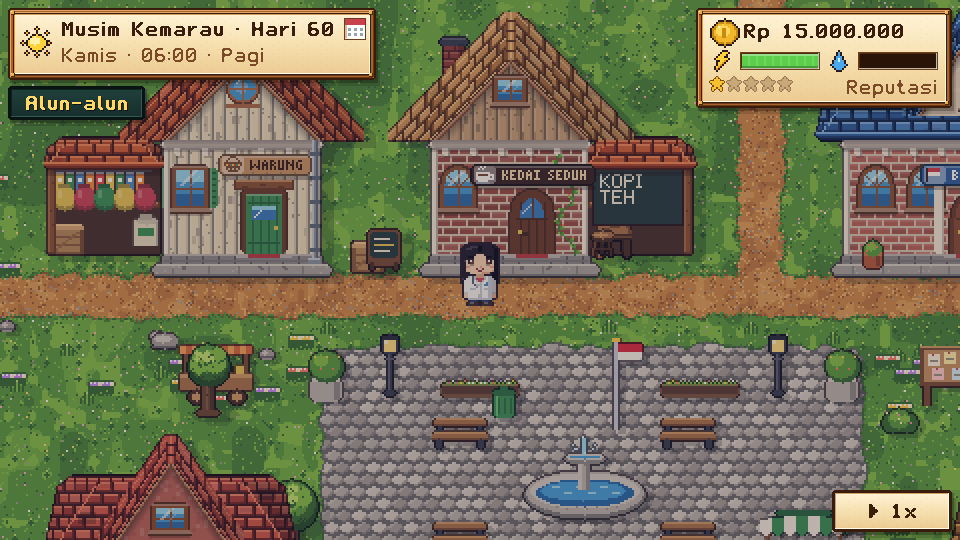 Musim Kemarau · Hari 60
Kamis · 06:00 · Pagi
Rp 15.000.000
Reputasi
Alun-alun
WARUNG
KEDAI SEDUH
KOPI
TEH
B
1x